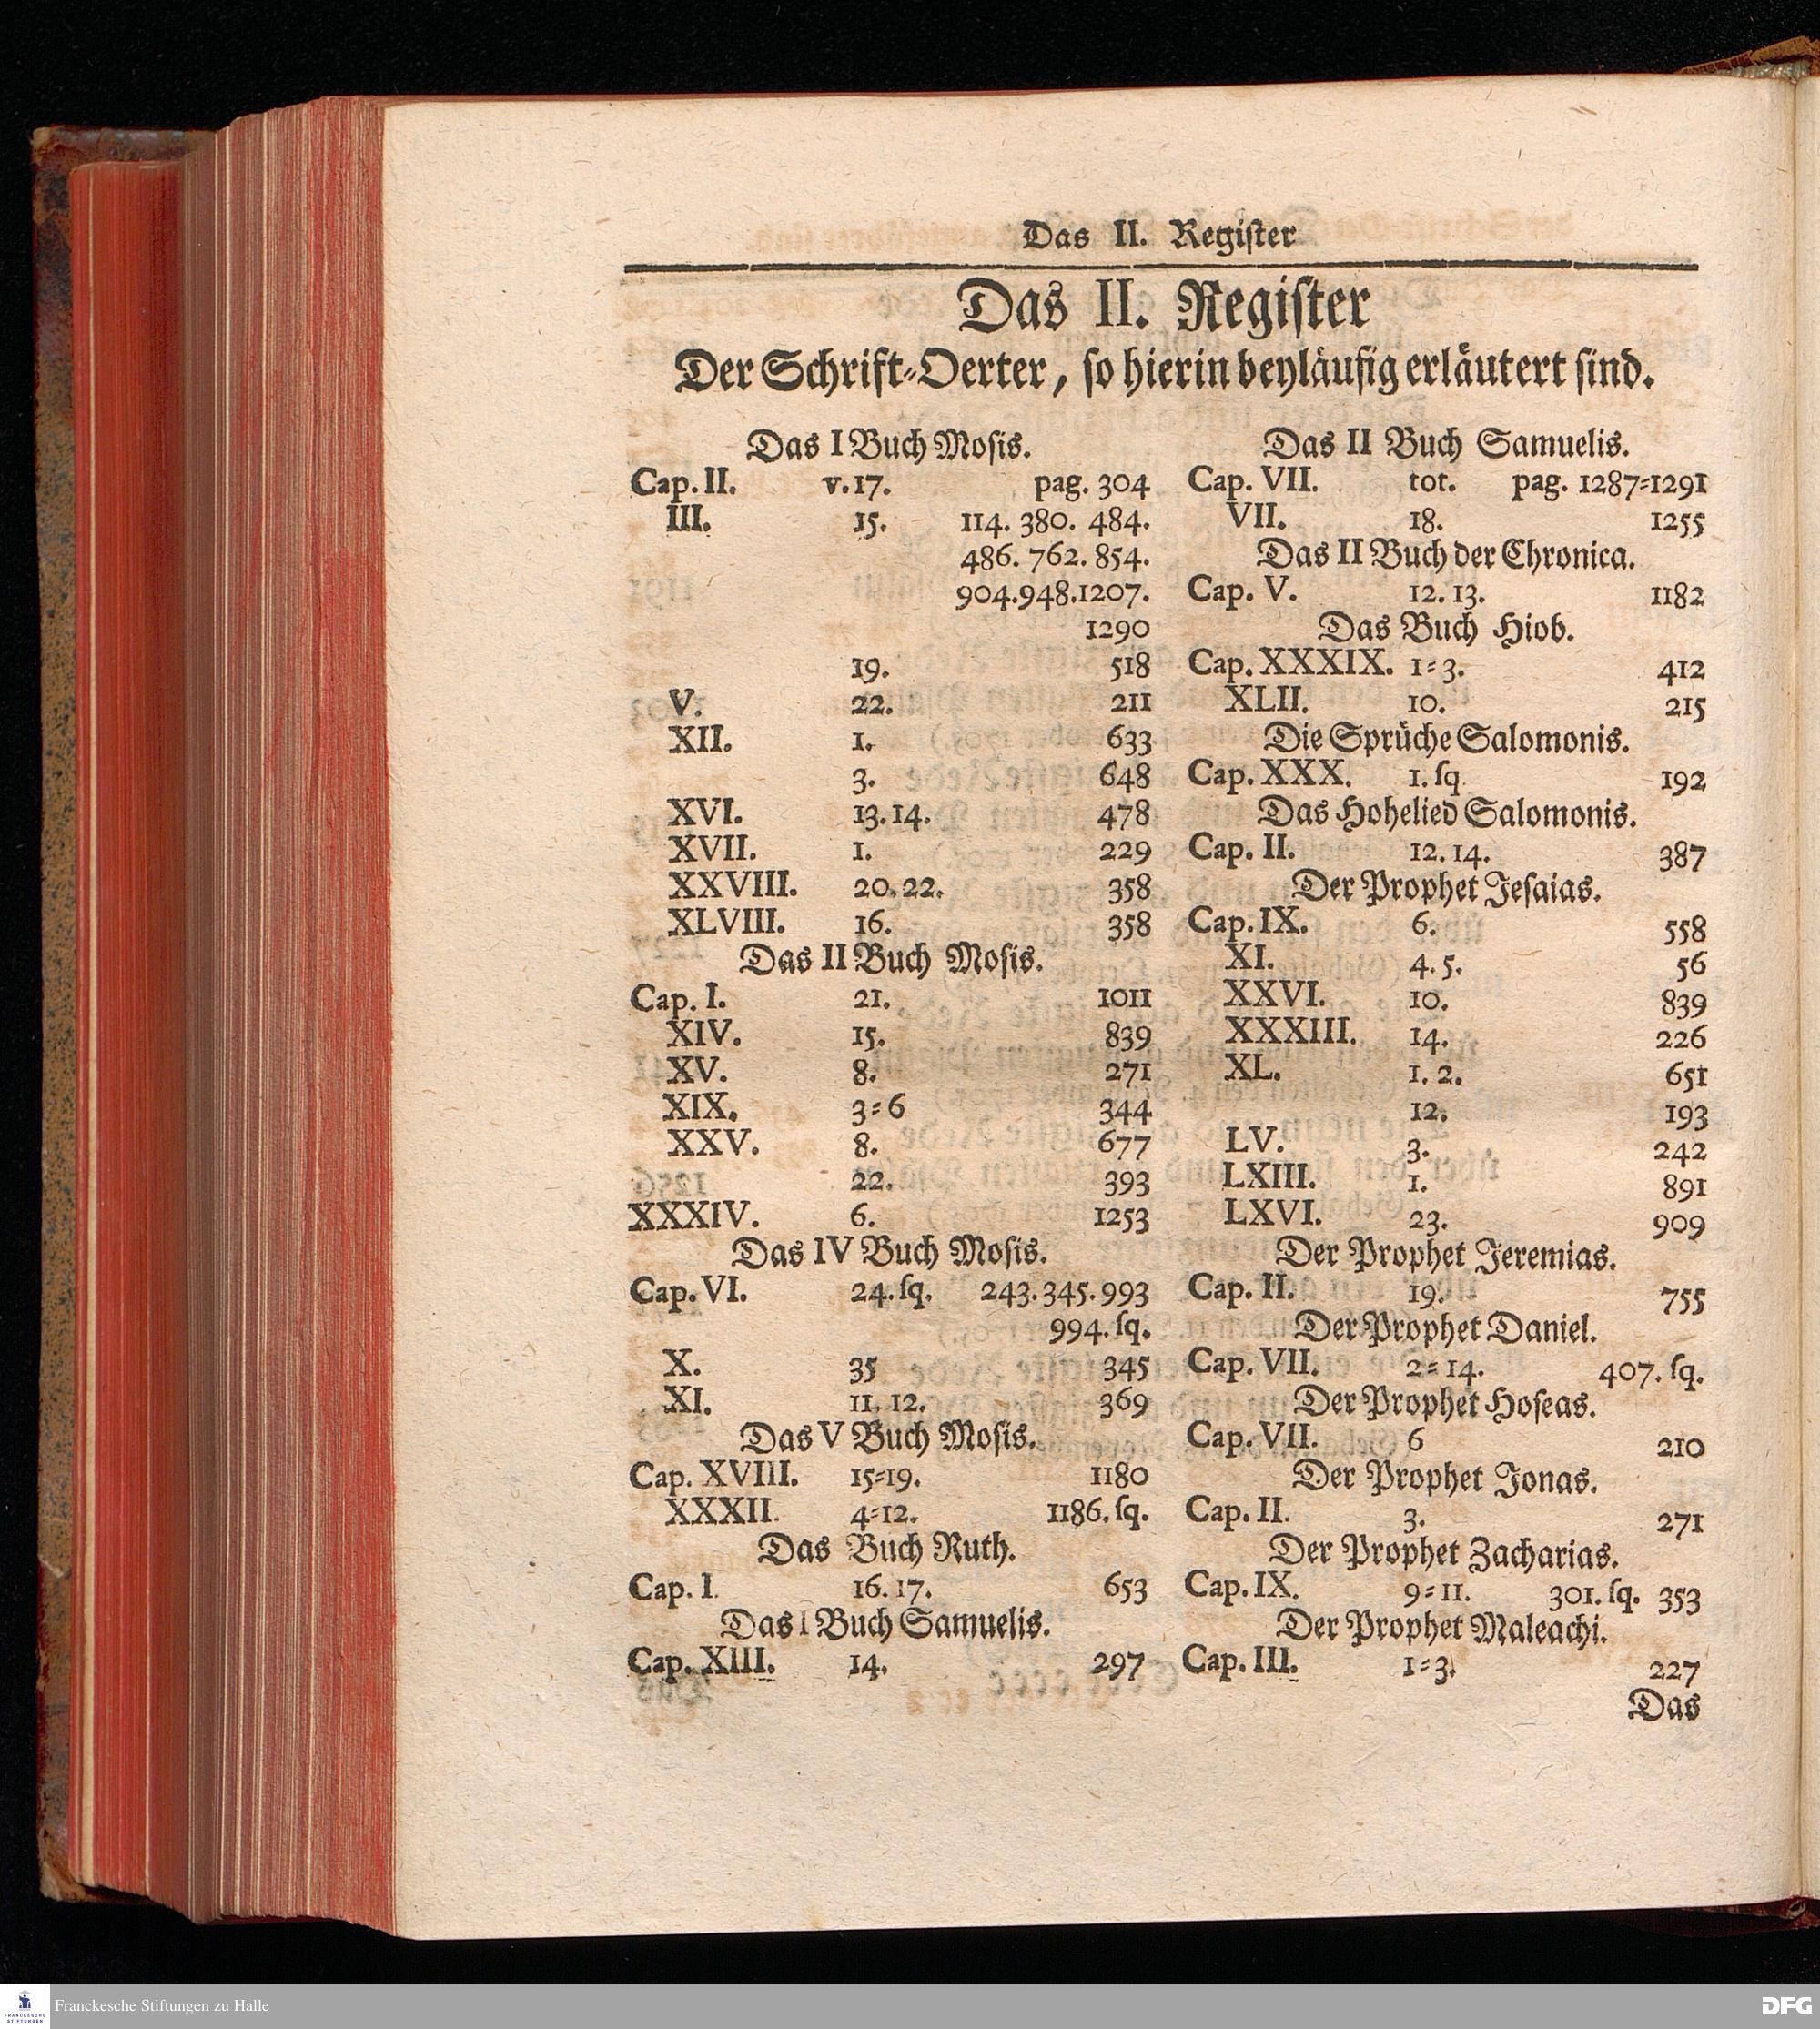 Das II. Regiſter
Das II. Regiſter
Der Schrift-Oerter, ſo hierin beyläufig erläutert ſind.
Das I Buch Moſis.
Cap. II. v. 17. pag. 304
III. 15. 114. 380. 484.
486. 762. 854.
904. 948. 1207.
1290
19. 518
V. 22. 211
XII. 1. 633
3. 648
XVI. 13. 14. 478
XVII. 1. 229
XXVIII. 20. 22. 358
XLVIII. 16. 358
Das II Buch Moſis.
Cap. I. 21. 1011
XIV. 15. 839
XV. 8. 271
XIX. 3=6 344
XXV. 8. 677
22. 393
XXXIV. 6. 1253
Das IV Buch Moſis.
Cap. VI. 24. ſq. 243. 345. 993
994. ſq.
X. 35 345
XI. 11. 12. 369
Das V Buch Moſis.
Cap. XVIII. 15=19. 1180
XXXII. 4=12. 1186. ſq.
Das Buch Ruth.
Cap. I. 16. 17. 653
Das I Buch Samuelis.
Cap. XIII. 14. 297
Das II Buch Samuelis.
Cap. VII. tot. pag. 1287=1291
VII. 18. 1255
Das II Buch der Chronica.
Cap. V. 12. 13. 1182
Das Buch Hiob.
Cap. XXXIX. 1=3. 412
XLII. 10. 215
Die Sprüche Salomonis.
Cap. XXX. 1. ſq 192
Das Hohelied Salomonis.
Cap. II. 12. 14. 387
Der Prophet Jeſaias.
Cap. IX. 6. 558
XI. 4. 5. 56
XXVI. 10. 839
XXXIII. 14. 226
XL. 1. 2. 651
12. 193
LV. 3. 242
LXIII. 1. 891
LXVI. 23. 909
Der Prophet Jeremias.
Cap. II. 19. 755
Der Prophet Daniel.
Cap. VII. 2=14. 407. ſq.
Der Prophet Hoſeas.
Cap. VII. 6 210
Der Prophet Jonas.
Cap. II. 3. 271
Der Prophet Zacharias.
Cap. IX. 9=11. 301. ſq. 353
Der Prophet Maleachi.
Cap. III. 1=3. 227
Das
Franckesche Stiftungen zu Halle
FRANCKESCHE
STIFTUNGEN
DFG